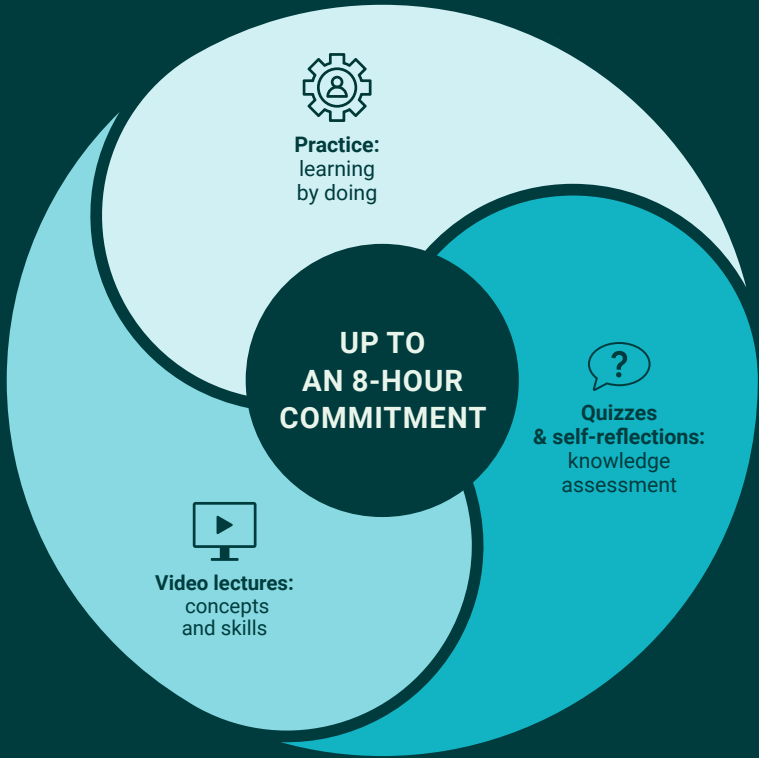 Practice:
learning
by doing
UP TO
AN 8-HOUR
COMMITMENT
?
Quizzes
& self-reflections:
knowledge
assessment
Video lectures:
concepts
and skills